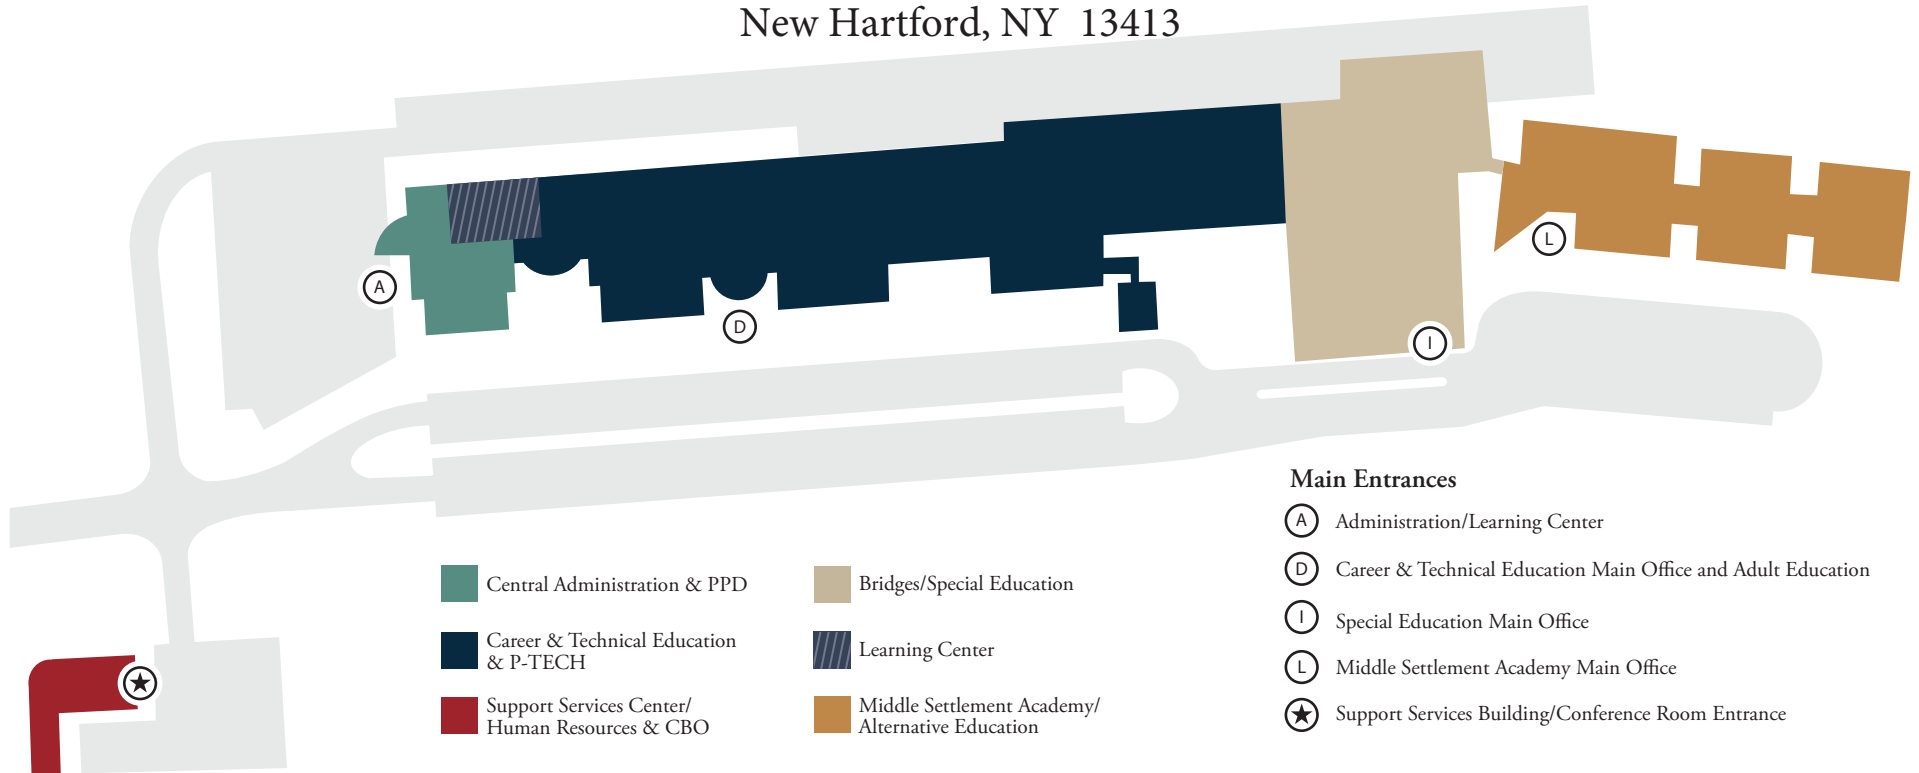 New Hartford, NY  13413
A
D
I
L
Main Entrances
A Administration/Learning Center
D Career & Technical Education Main Office and Adult Education
I Special Education Main Office
L Middle Settlement Academy Main Office
Support Services Building/Conference Room Entrance
Central Administration & PPD
Career & Technical Education
& P-TECH
Support Services Center/
Human Resources & CBO
Bridges/Special Education
Learning Center
Middle Settlement Academy/
Alternative Education